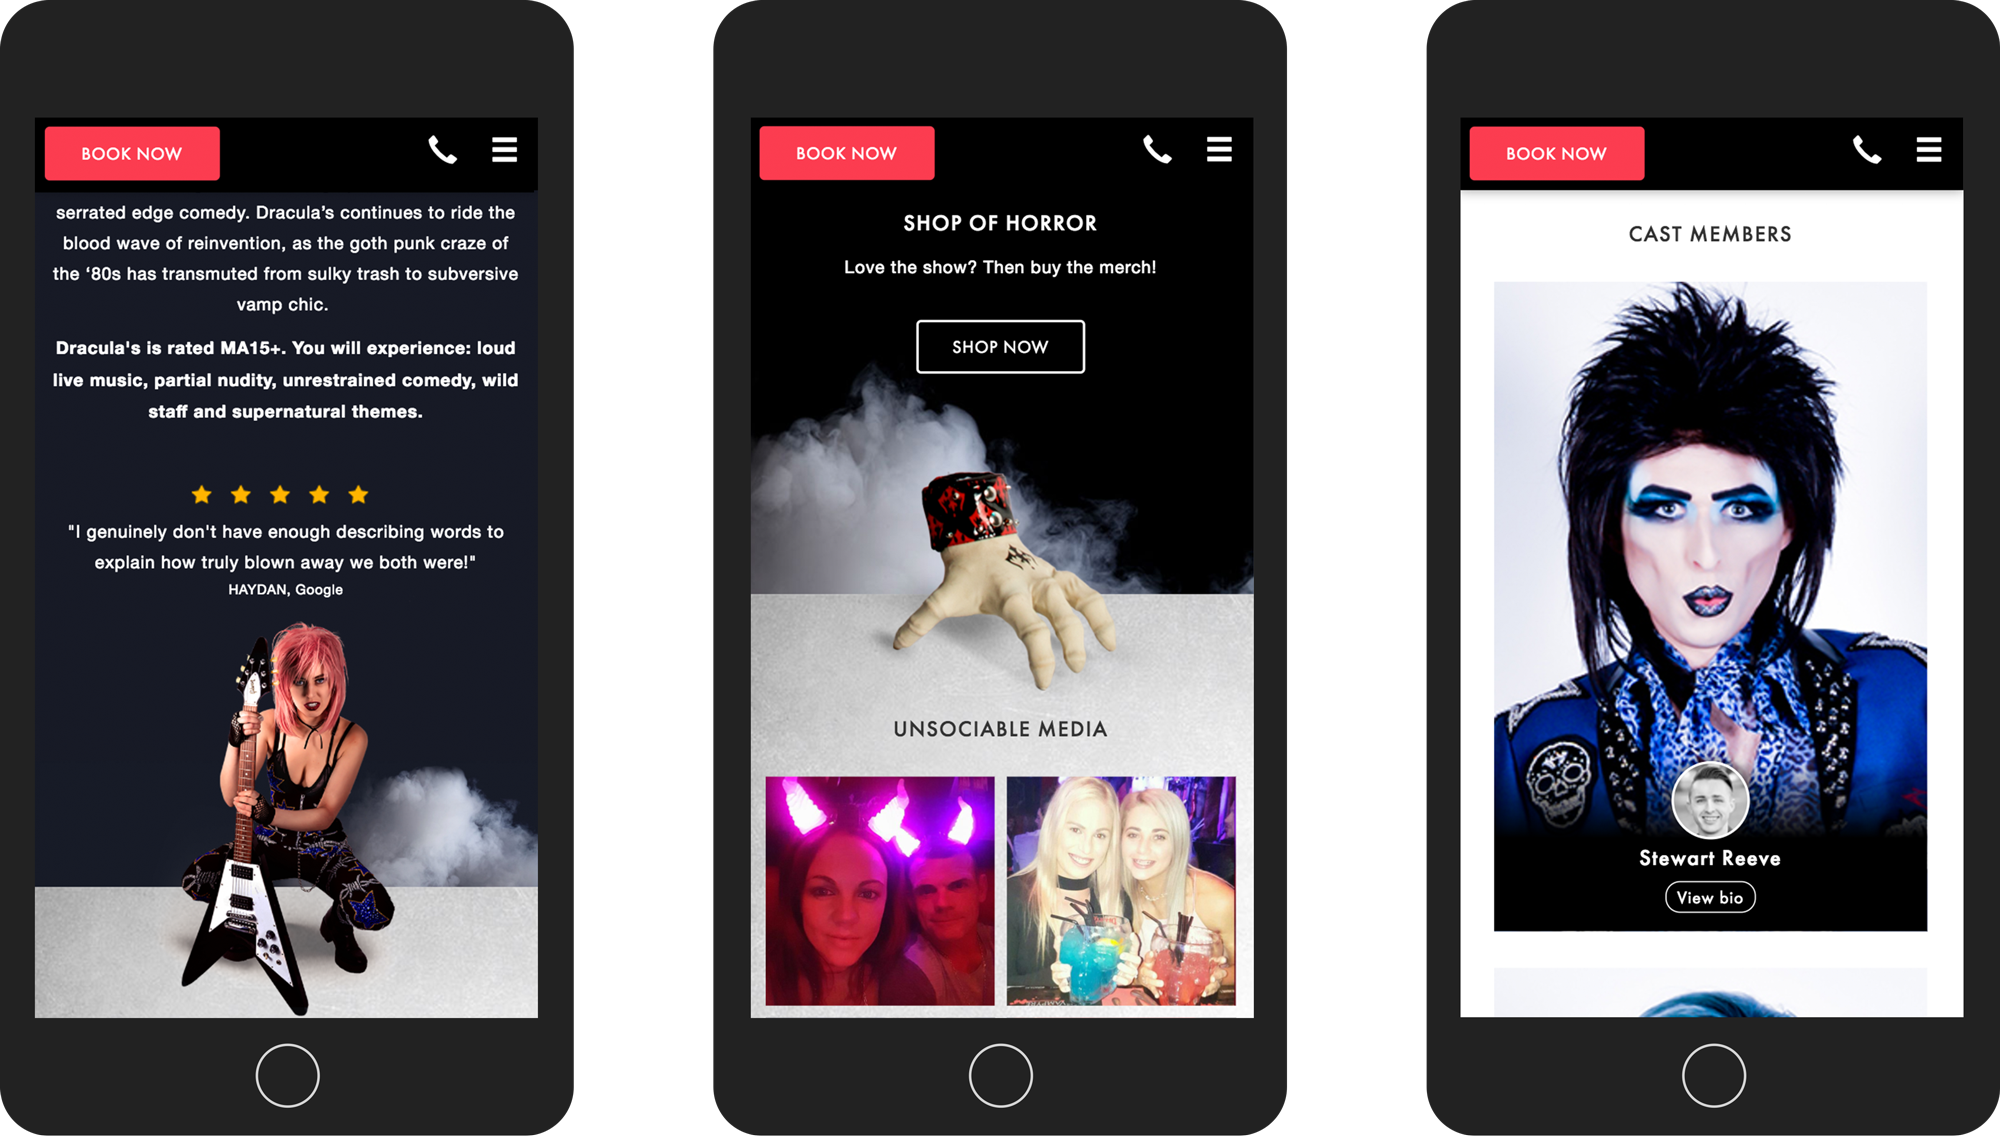 BOOK NOW
serrated edge comedy. Dracula’s continues to ride the
blood wave of reinvention, as the goth punk craze of
the ‘80s has transmuted from sulky trash to subversive
vamp chic.
Dracula's is rated MA15+. You will experience: loud
live music, partial nudity, unrestrained comedy, wild
staff and supernatural themes.
"I genuinely don't have enough describing words to
explain how truly blown away we both were!"
HAYDAN, Google
BOOK NOW
SHOP OF HORROR
Love the show? Then buy the merch!
SHOP NOW
UNSOCIABLE MEDIA
BOOK NOW
CAST MEMBERS
Stewart Reeve
View bio